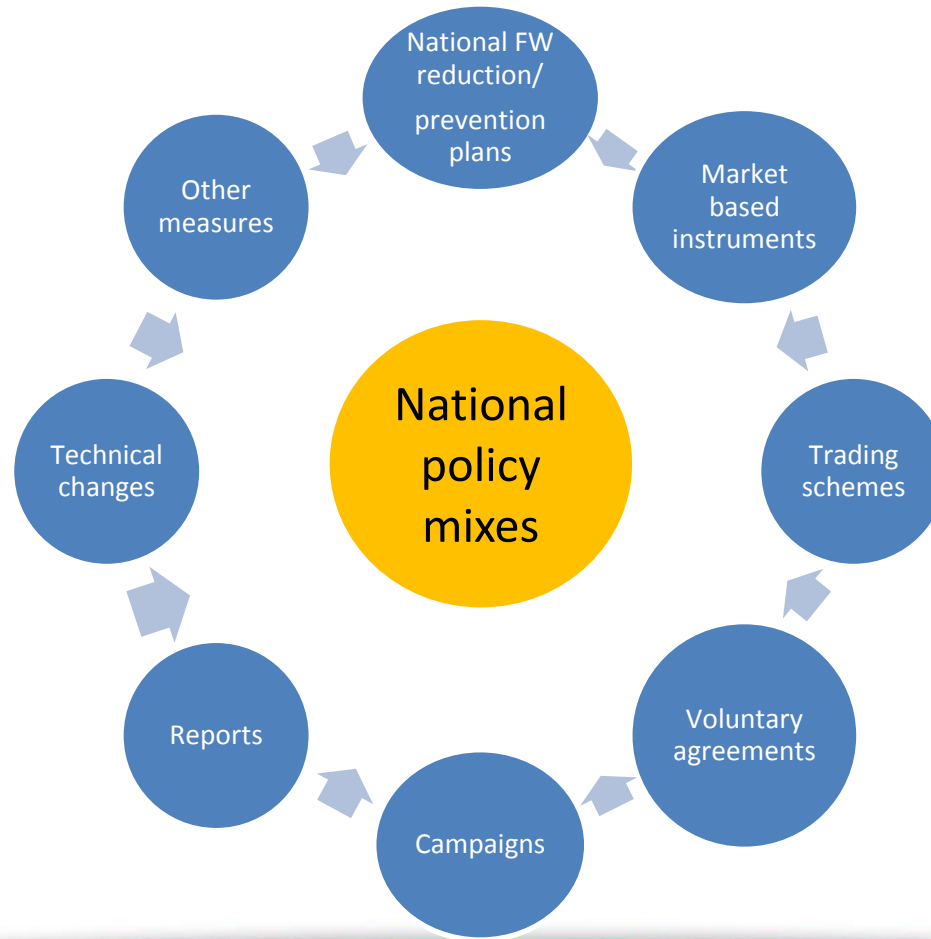 National FW
reduction/
prevention
plans
Market
based
instruments
Trading
schemes
Voluntary
agreements
Campaigns
Reports
Technical
changes
Other
measures
National
policy
mixes